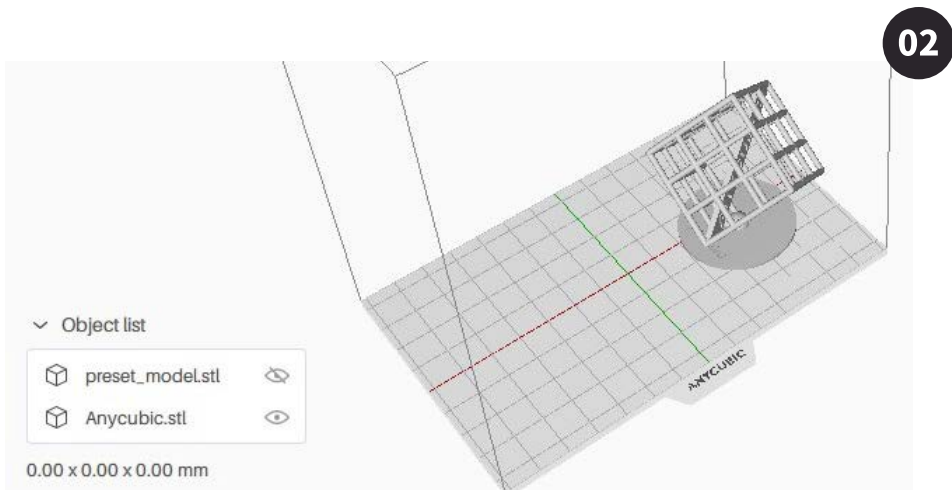 02
ANYCUBIC
Object list
preset_model.stl
Anycubic.stl
0.00 x 0.00 x 0.00 mm